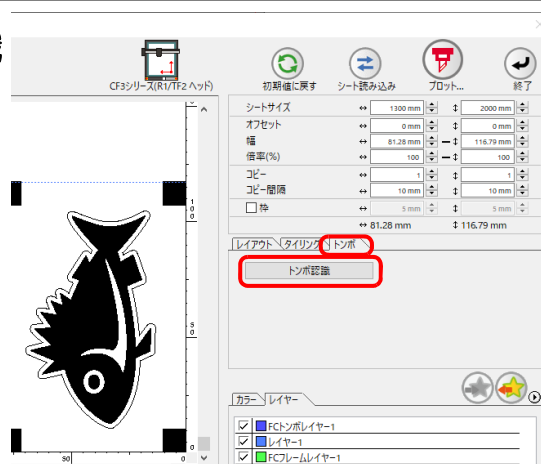 CF3シリーズ(R1/TF2 ヘッド)
初期値に戻す
シート読み込み
プロット...
終了
シートサイズ 1300 mm 2000 mm
オフセット 0 mm 0 mm
幅 81.28 mm 116.79 mm
倍率(%) 100 100
コピー 1 1
コピー間隔 10 mm 10 mm
枠 5 mm 5 mm
81.28 mm 116.79 mm
レイアウト タイリング トンボ
トンボ認識
100
50
0
50 0
カラー レイヤー
FCトンボレイヤー1
レイヤー1
FCフレームレイヤー1